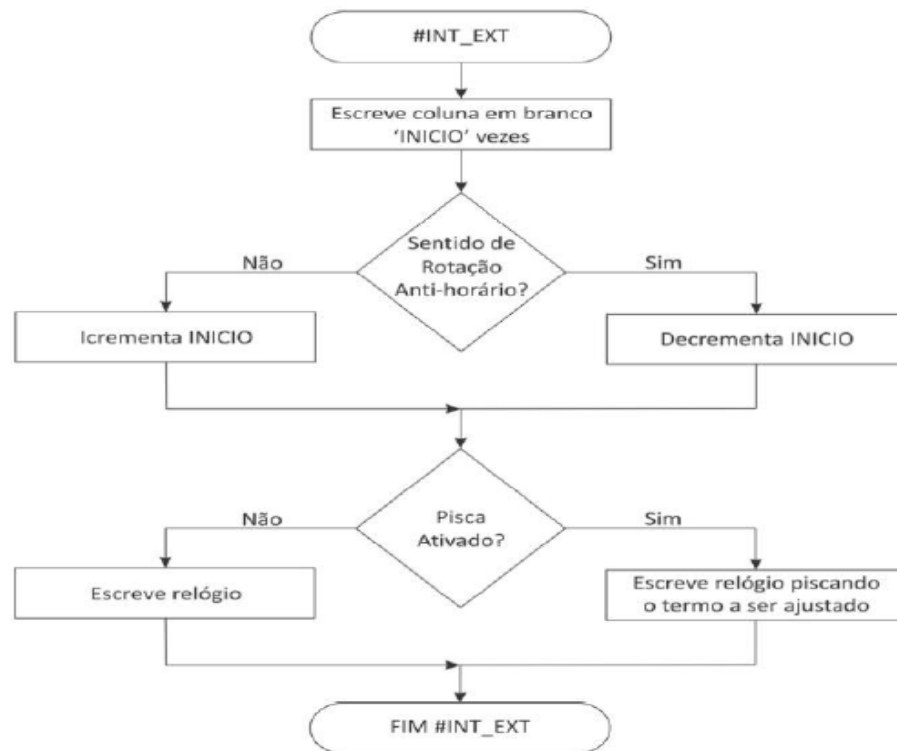 #INT_EXT
Escreve coluna em branco
‘INICIO’ vezes
Sentido de
Rotação
Anti-horário?
Não
Sim
Icrementa INICIO
Decrementa INICIO
Pisca
Ativado?
Não
Sim
Escreve relógio
Escreve relógio piscando
o termo a ser ajustado
FIM #INT_EXT